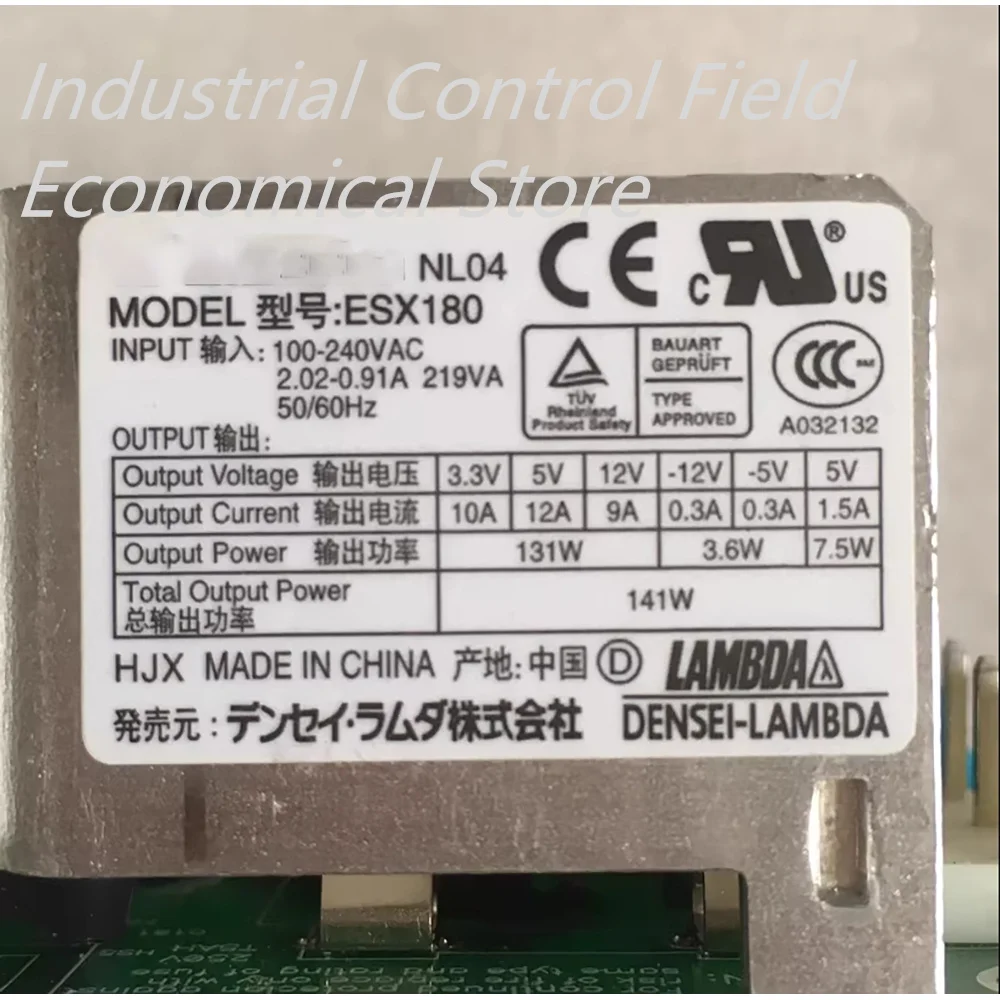 Industrial Control Field
Economical Store
NL04
CE
c RU ® US
MODEL 型号:ESX180
INPUT 输入: 100-240VAC
2.02-0.91A 219VA
50/60Hz
TÜV
Rheinland
Product Safety
BAUART
GEPRÜFT
TYPE
APPROVED
CCC
S&E
A032132
OUTPUT 输出:
Output Voltage 输出电压 3.3V 5V 12V -12V -5V 5V
Output Current 输出电流 10A 12A 9A 0.3A 0.3A 1.5A
Output Power 输出功率 131W 3.6W 7.5W
Total Output Power
总输出功率 141W
HJX MADE IN CHINA 产地:中国 D LAMBDA λ
発売元:デンセイ・ラムダ株式会社 DENSEI-LAMBDA
250V